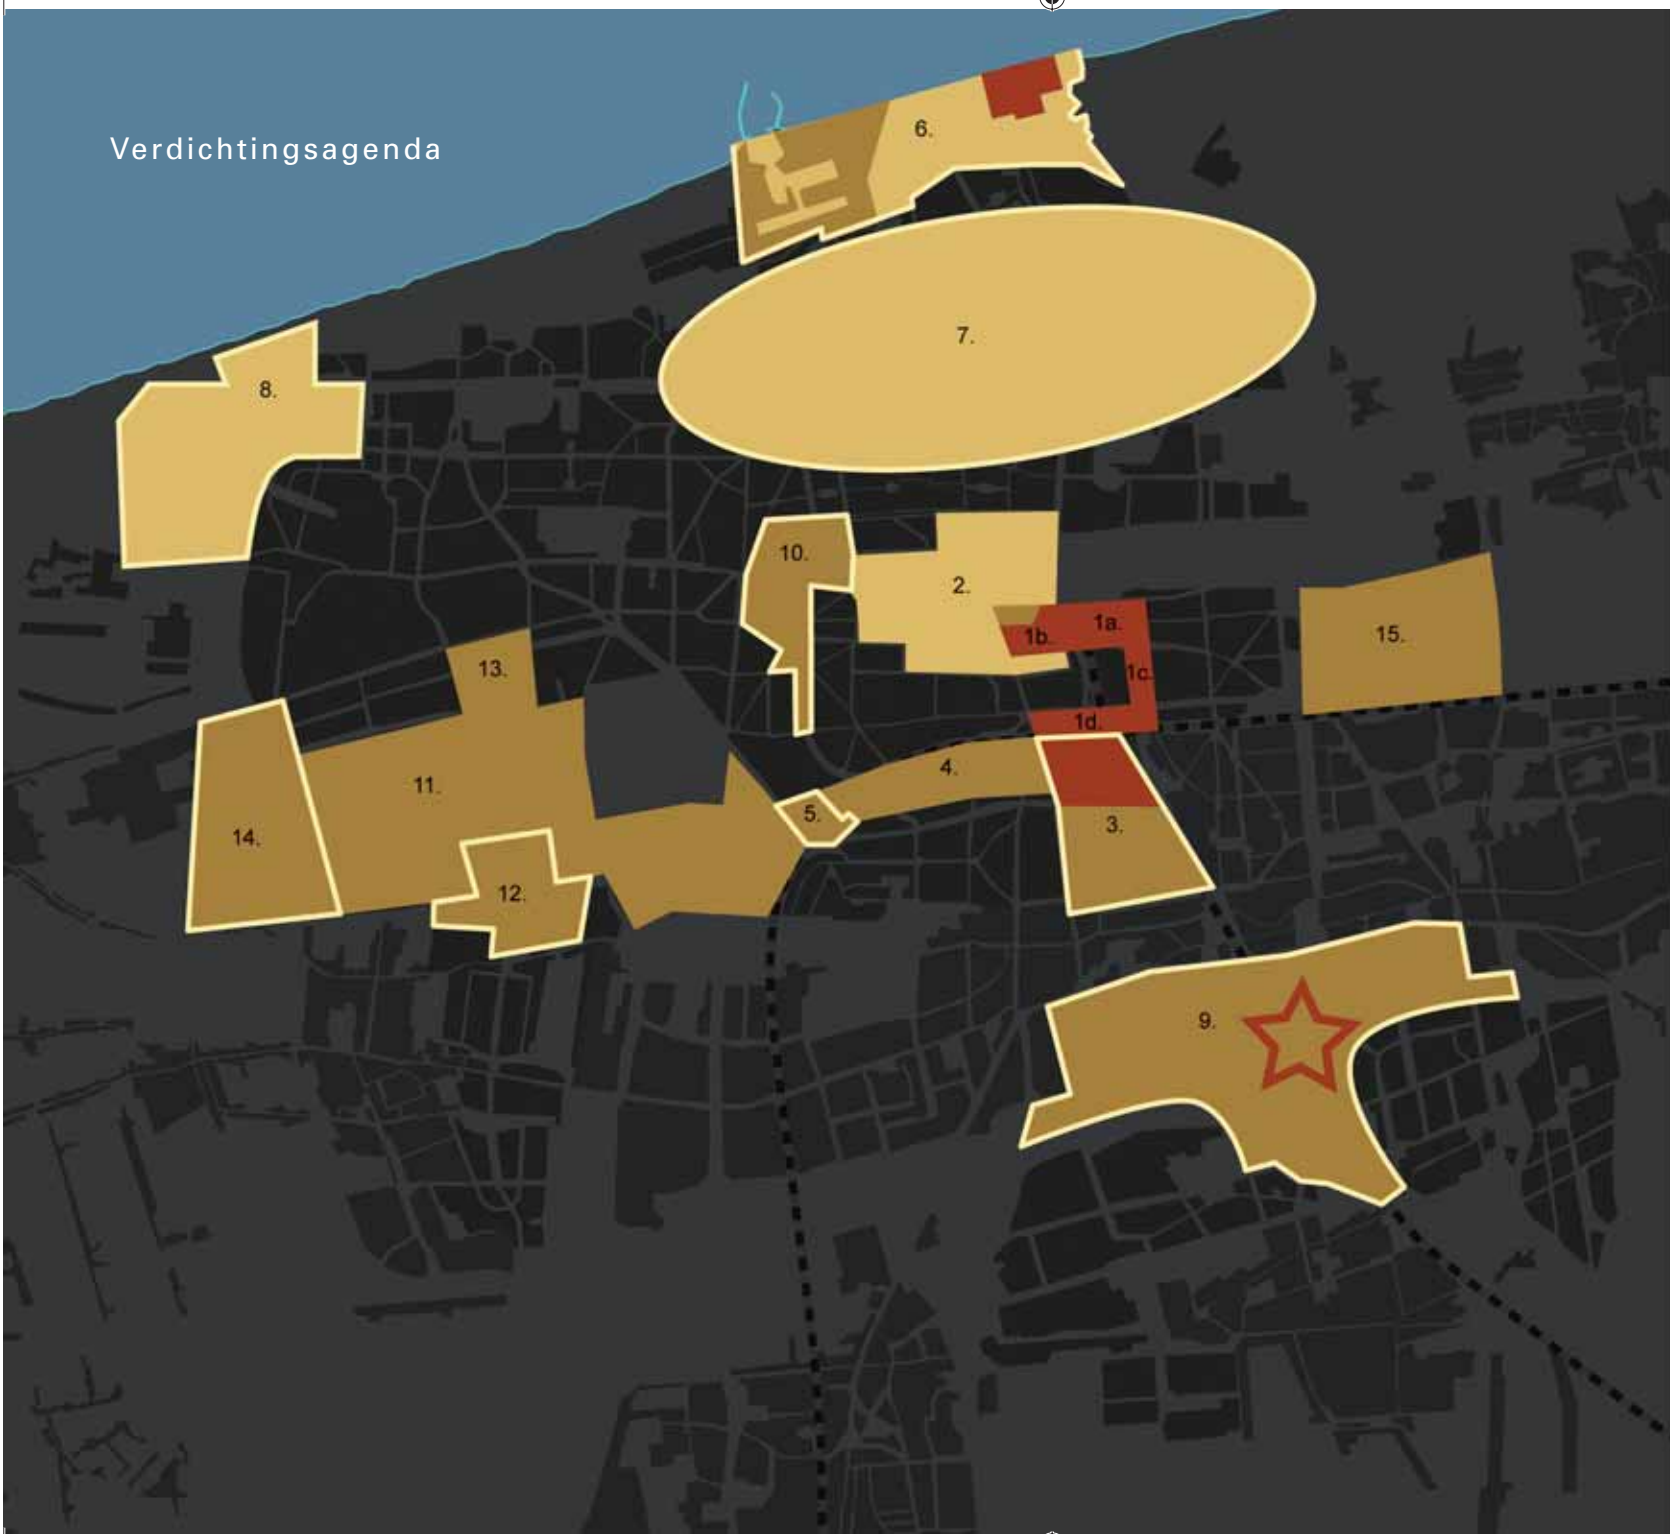 Verdichtingsagenda
6.
7.
8.
10.
2.
1a.
1b.
15.
13.
1c.
1d.
4.
11.
5.
3.
14.
12.
9.